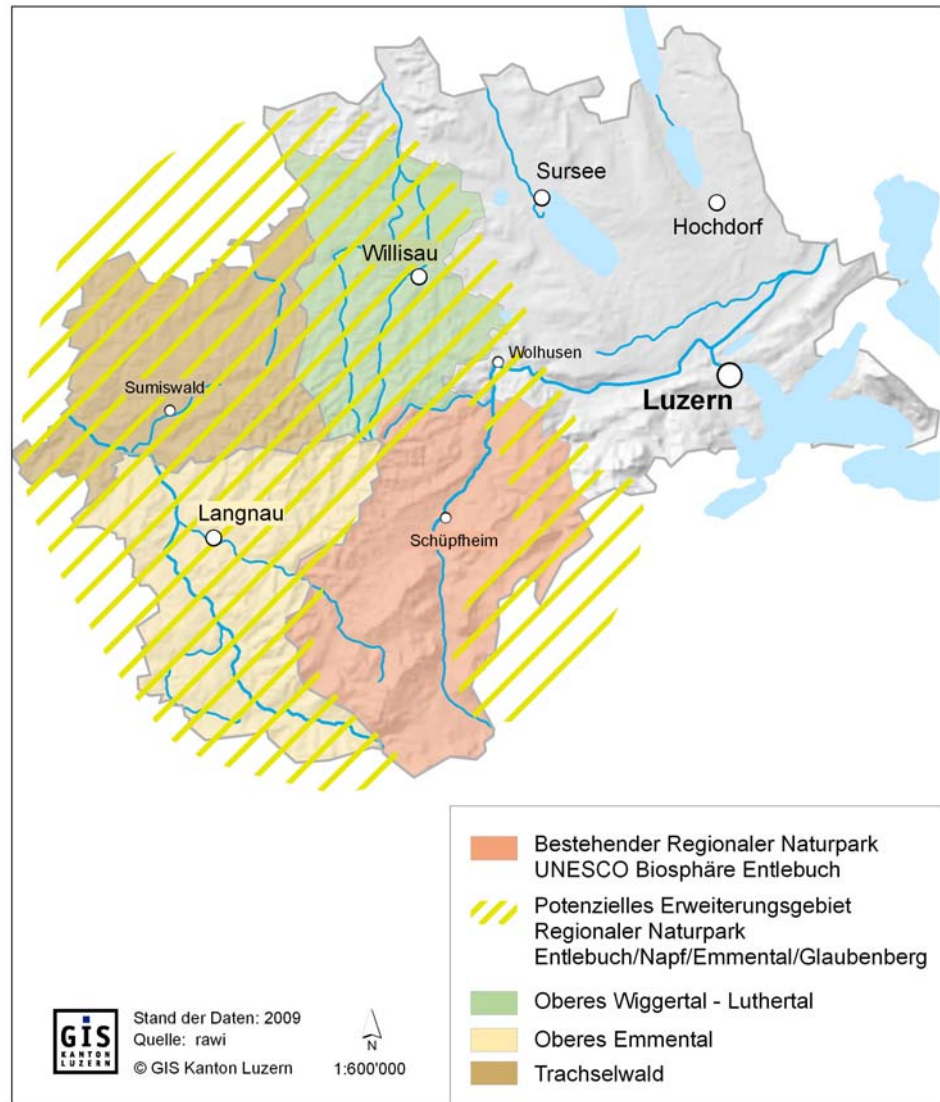 Sursee
Hochdorf
Willisau
Wolhusen
Luzern
Sumiswald
Langnau
Schüpfheim
Bestehender Regionaler Naturpark
UNESCO Biosphäre Entlebuch
Potenzielles Erweiterungsgebiet
Regionaler Naturpark
Entlebuch/Napf/Emmental/Glaubenberg
Oberes Wiggertal - Luthertal
Oberes Emmental
Trachselwald
GIS
KANTON
LUZERN
Stand der Daten: 2009
Quelle: rawi
© GIS Kanton Luzern
N
1:600'000